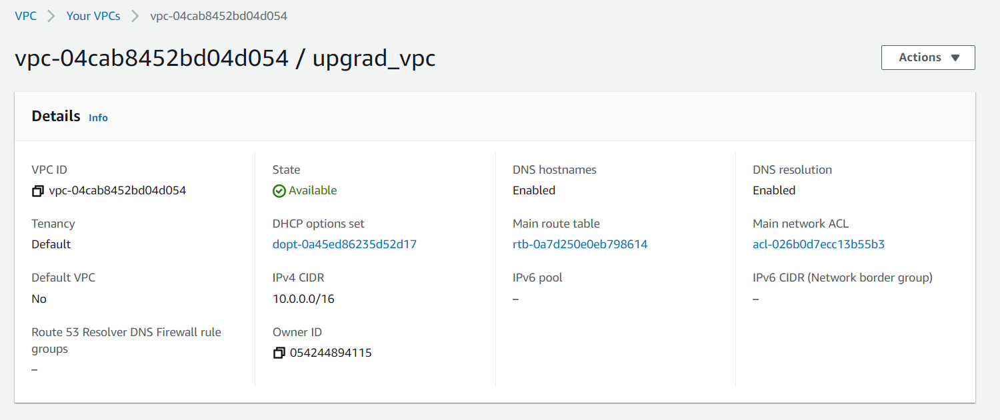 VPC > Your VPCs > vpc-04cab8452bd04d054
vpc-04cab8452bd04d054 / upgrad_vpc
Actions
Details Info
VPC ID
vpc-04cab8452bd04d054
State
Available
DNS hostnames
Enabled
DNS resolution
Enabled
Tenancy
Default
DHCP options set
dopt-0a45ed86235d52d17
Main route table
rtb-0a7d250e0eb798614
Main network ACL
acl-026b0d7ecc13b55b3
Default VPC
No
IPv4 CIDR
10.0.0.0/16
IPv6 pool
–
IPv6 CIDR (Network border group)
–
Route 53 Resolver DNS Firewall rule
groups
–
Owner ID
054244894115